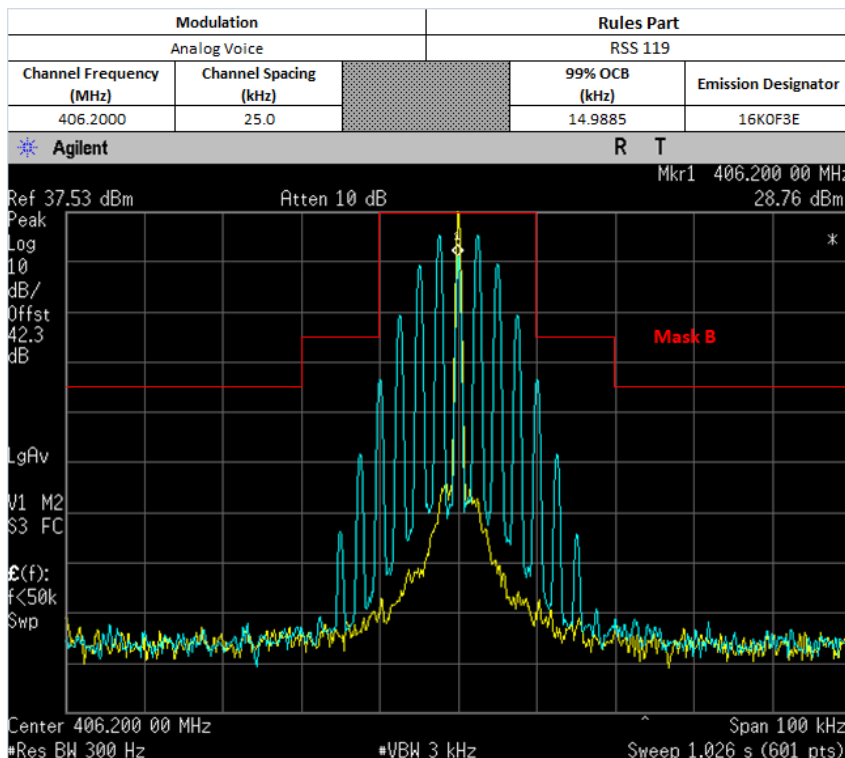 Modulation Rules Part
Analog Voice RSS 119
Channel Frequency (MHz) Channel Spacing (kHz) 99% OCB (kHz) Emission Designator
406.2000 25.0 14.9885 16K0F3E
Agilent R T
Mkr1 406.200 00 MHz
Ref 37.53 dBm Atten 10 dB 28.76 dBm
Peak
Log
10
dB/
Offst
42.3
dB
1
*
Mask B
LgAv
V1 M2
S3 FC
£(f):
f<50k
Swp
Center 406.200 00 MHz ^ Span 100 kHz
#Res BW 300 Hz #VBW 3 kHz Sweep 1.026 s (601 pts)